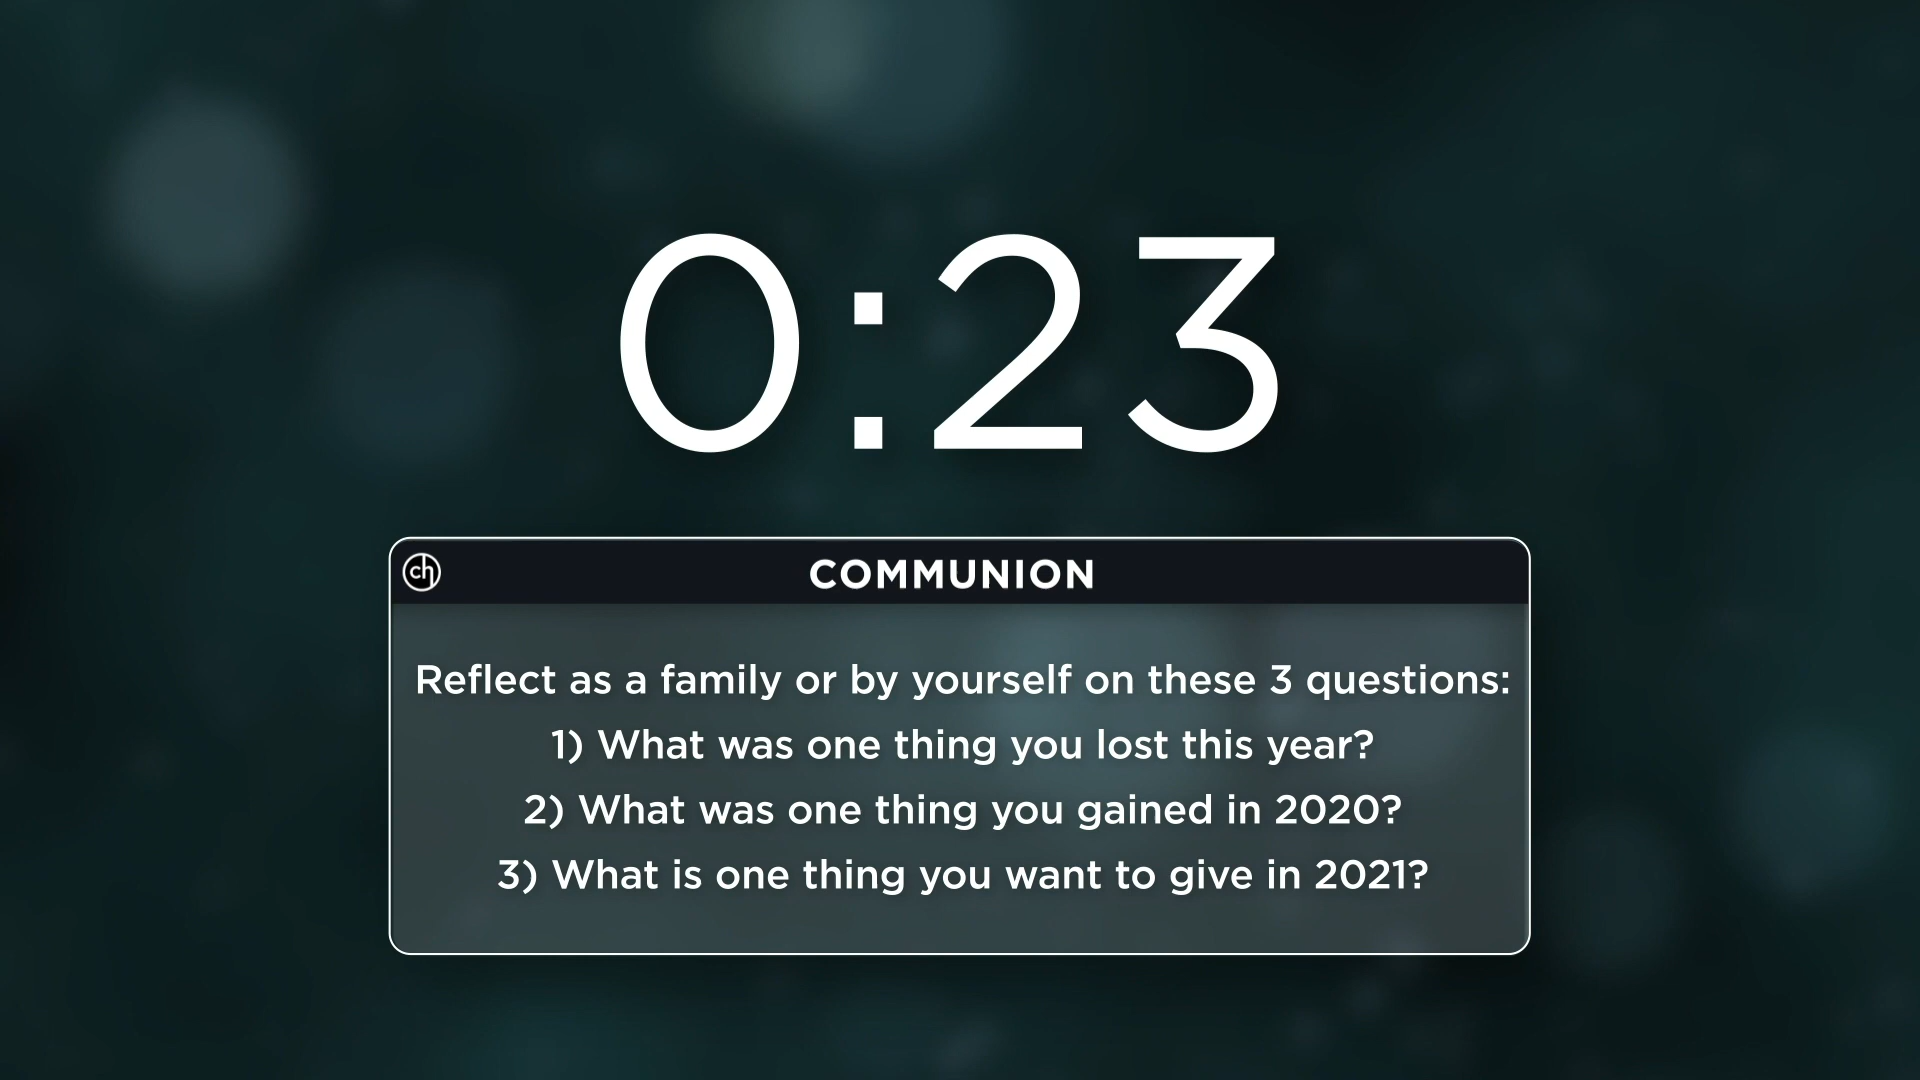 0:23
ch
COMMUNION
Reflect as a family or by yourself on these 3 questions:
1) What was one thing you lost this year?
2) What was one thing you gained in 2020?
3) What is one thing you want to give in 2021?